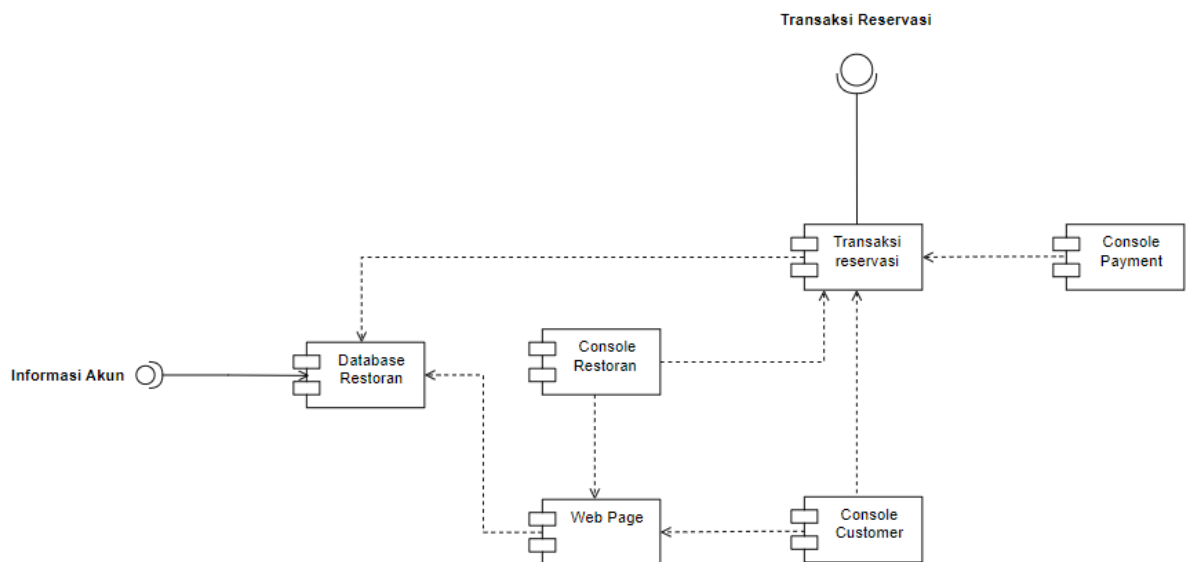 Transaksi Reservasi
Transaksi
reservasi
Console
Payment
Console
Restoran
Database
Restoran
Informasi Akun
Web Page
Console
Customer